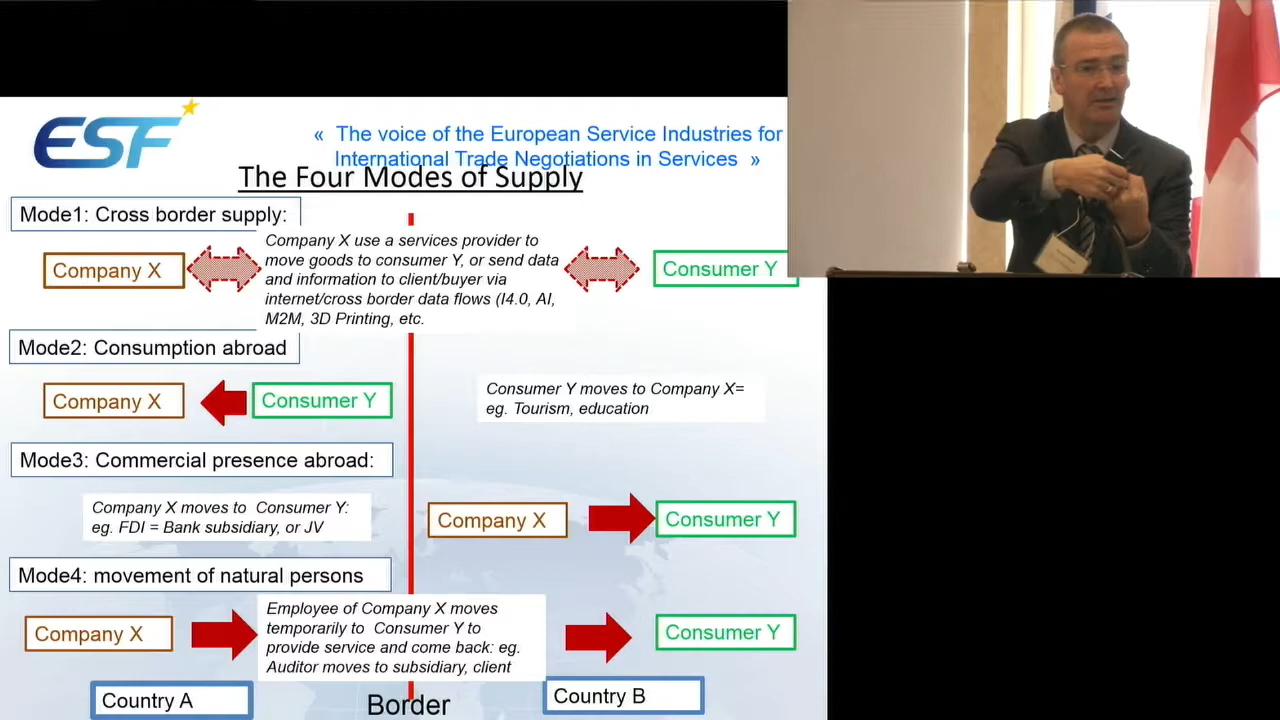 ESF
« The voice of the European Service Industries for
International Trade Negotiations in Services »
The Four Modes of Supply
Mode1: Cross border supply:
Company X
Company X use a services provider to
move goods to consumer Y, or send data
and information to client/buyer via
internet/cross border data flows (I4.0, AI,
M2M, 3D Printing, etc.
Consumer Y
Mode2: Consumption abroad
Company X
Consumer Y
Consumer Y moves to Company X=
eg. Tourism, education
Mode3: Commercial presence abroad:
Company X moves to Consumer Y:
eg. FDI = Bank subsidiary, or JV
Company X
Consumer Y
Mode4: movement of natural persons
Company X
Employee of Company X moves
temporarily to Consumer Y to
provide service and come back: eg.
Auditor moves to subsidiary, client
Consumer Y
Country A
Border
Country B